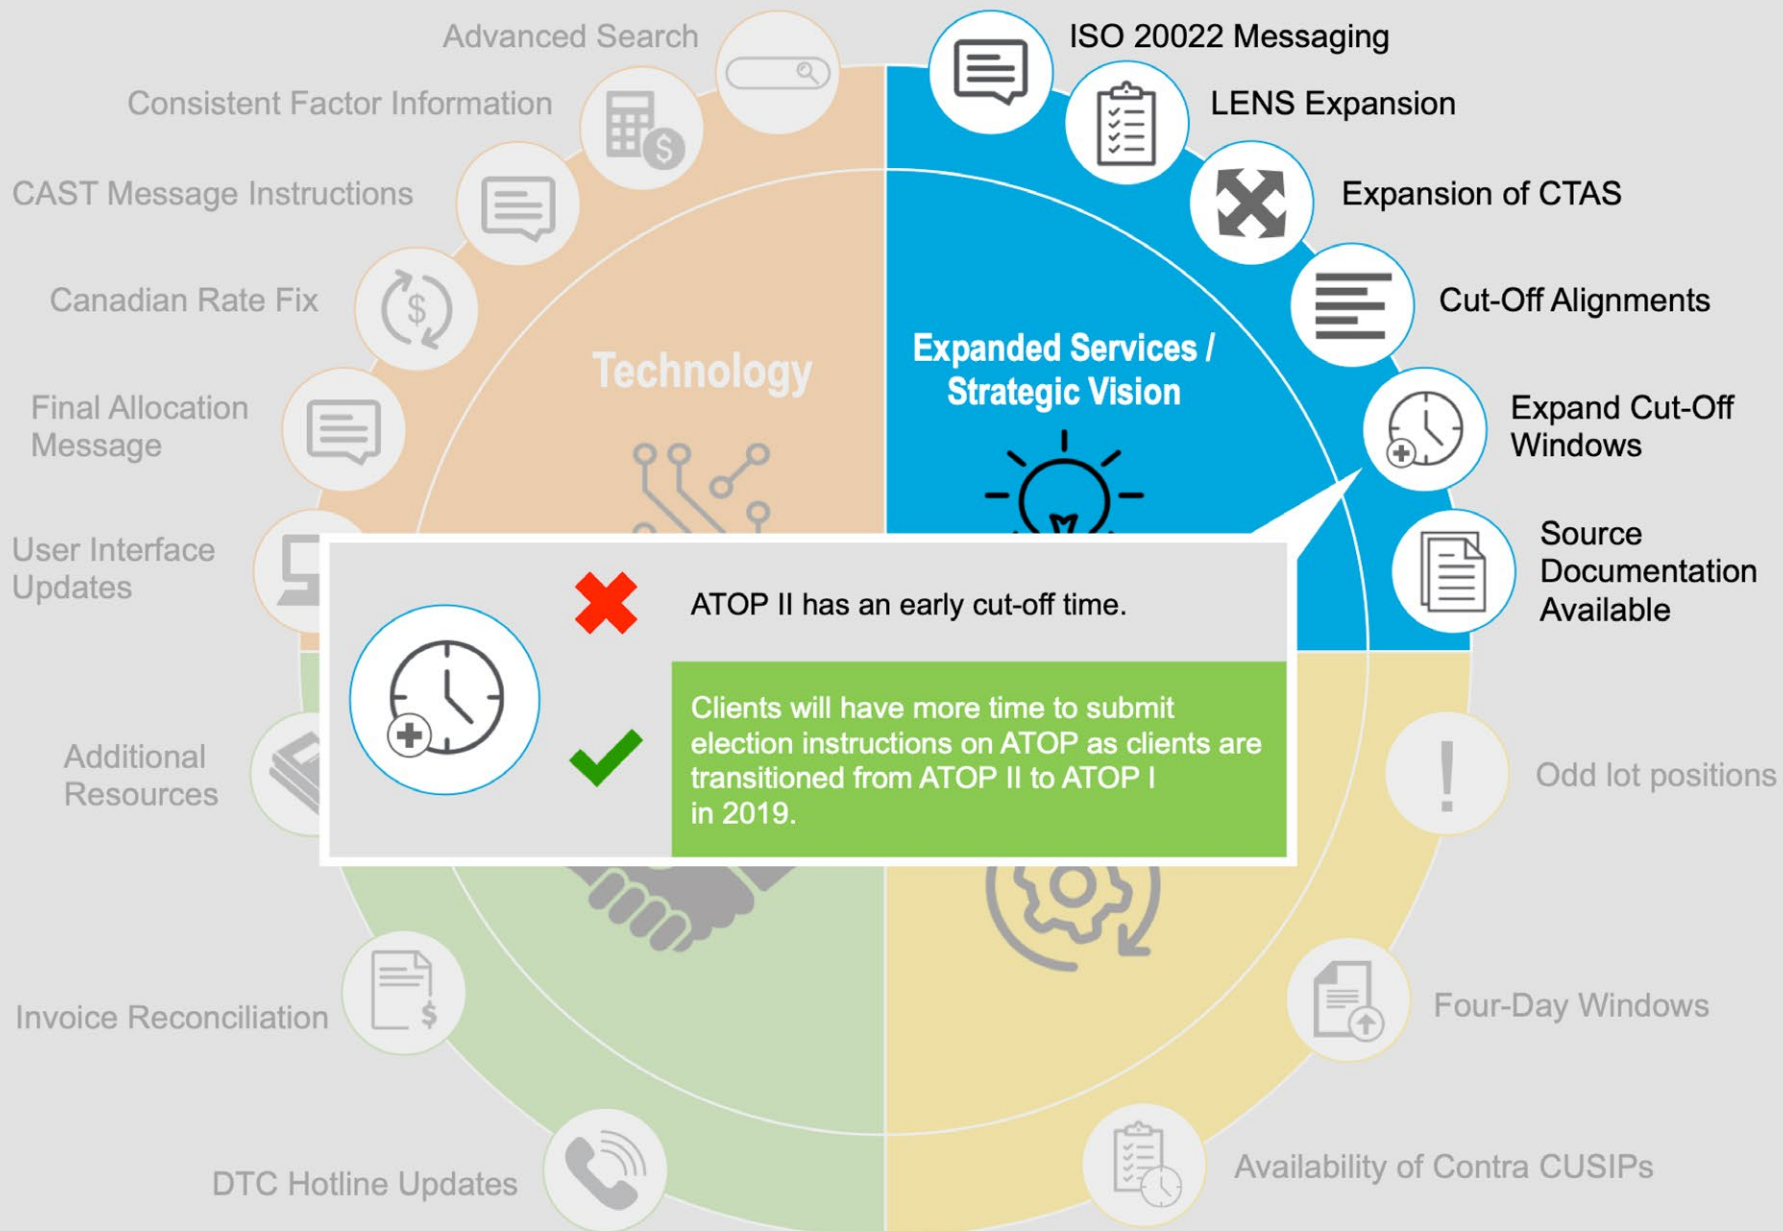 Advanced Search
Consistent Factor Information
CAST Message Instructions
Canadian Rate Fix
Final Allocation
Message
User Interface
Updates
Technology
ISO 20022 Messaging
LENS Expansion
Expansion of CTAS
Cut-Off Alignments
Expand Cut-Off
Windows
Source
Documentation
Available
Expanded Services /
Strategic Vision
ATOP II has an early cut-off time.
Clients will have more time to submit
election instructions on ATOP as clients are
transitioned from ATOP II to ATOP I
in 2019.
Additional
Resources
Invoice Reconciliation
DTC Hotline Updates
Odd lot positions
Four-Day Windows
Availability of Contra CUSIPs